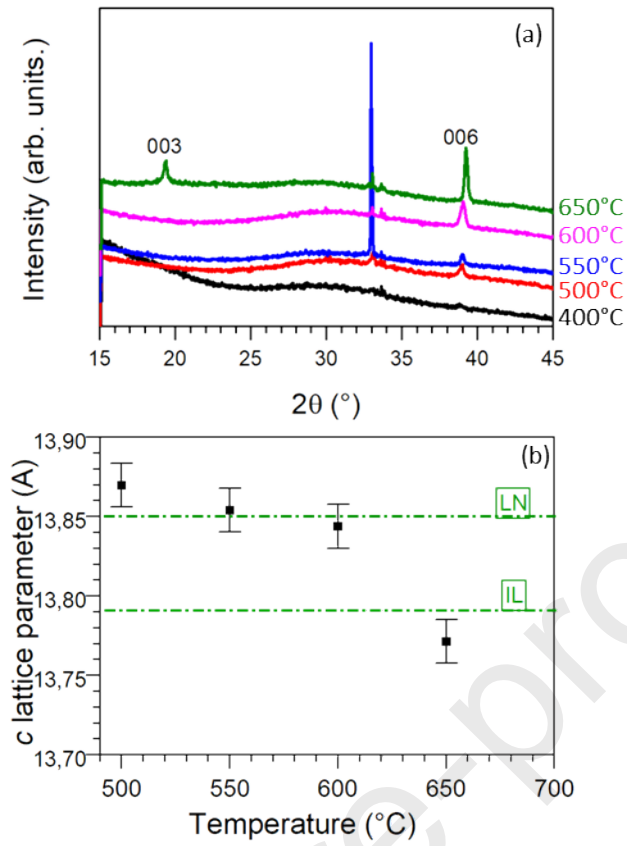 (a)
003
006
Intensity (arb. units.)
650°C
600°C
550°C
500°C
400°C
15 20 25 30 35 40 45
2θ (°)
(b)
13,90
13,85
13,80
13,75
13,70
c lattice parameter (A)
LN
IL
500 550 600 650 700
Temperature (°C)
re-pro